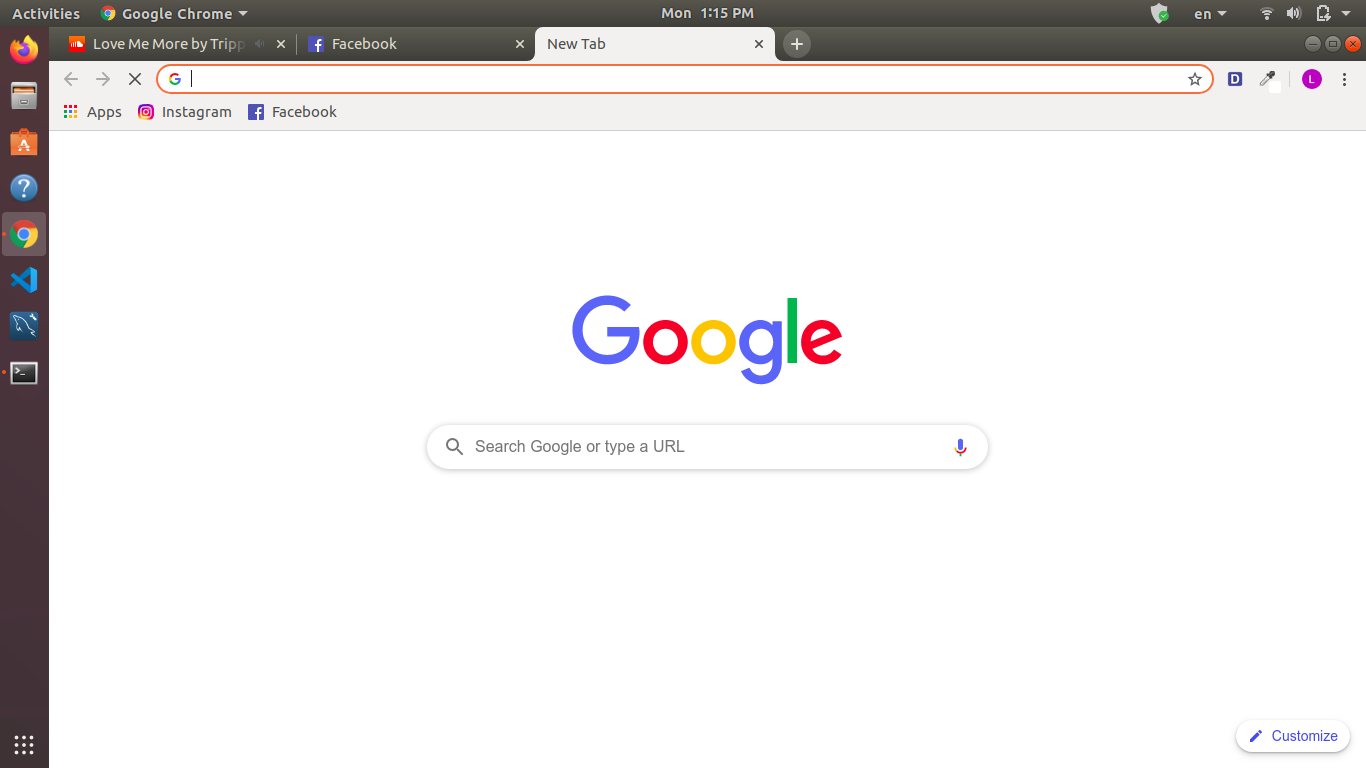 Activities Google Chrome Mon 1:15 PM en
Love Me More by Tripp Facebook New Tab
D L
Apps Instagram Facebook
Google
Search Google or type a URL
Customize